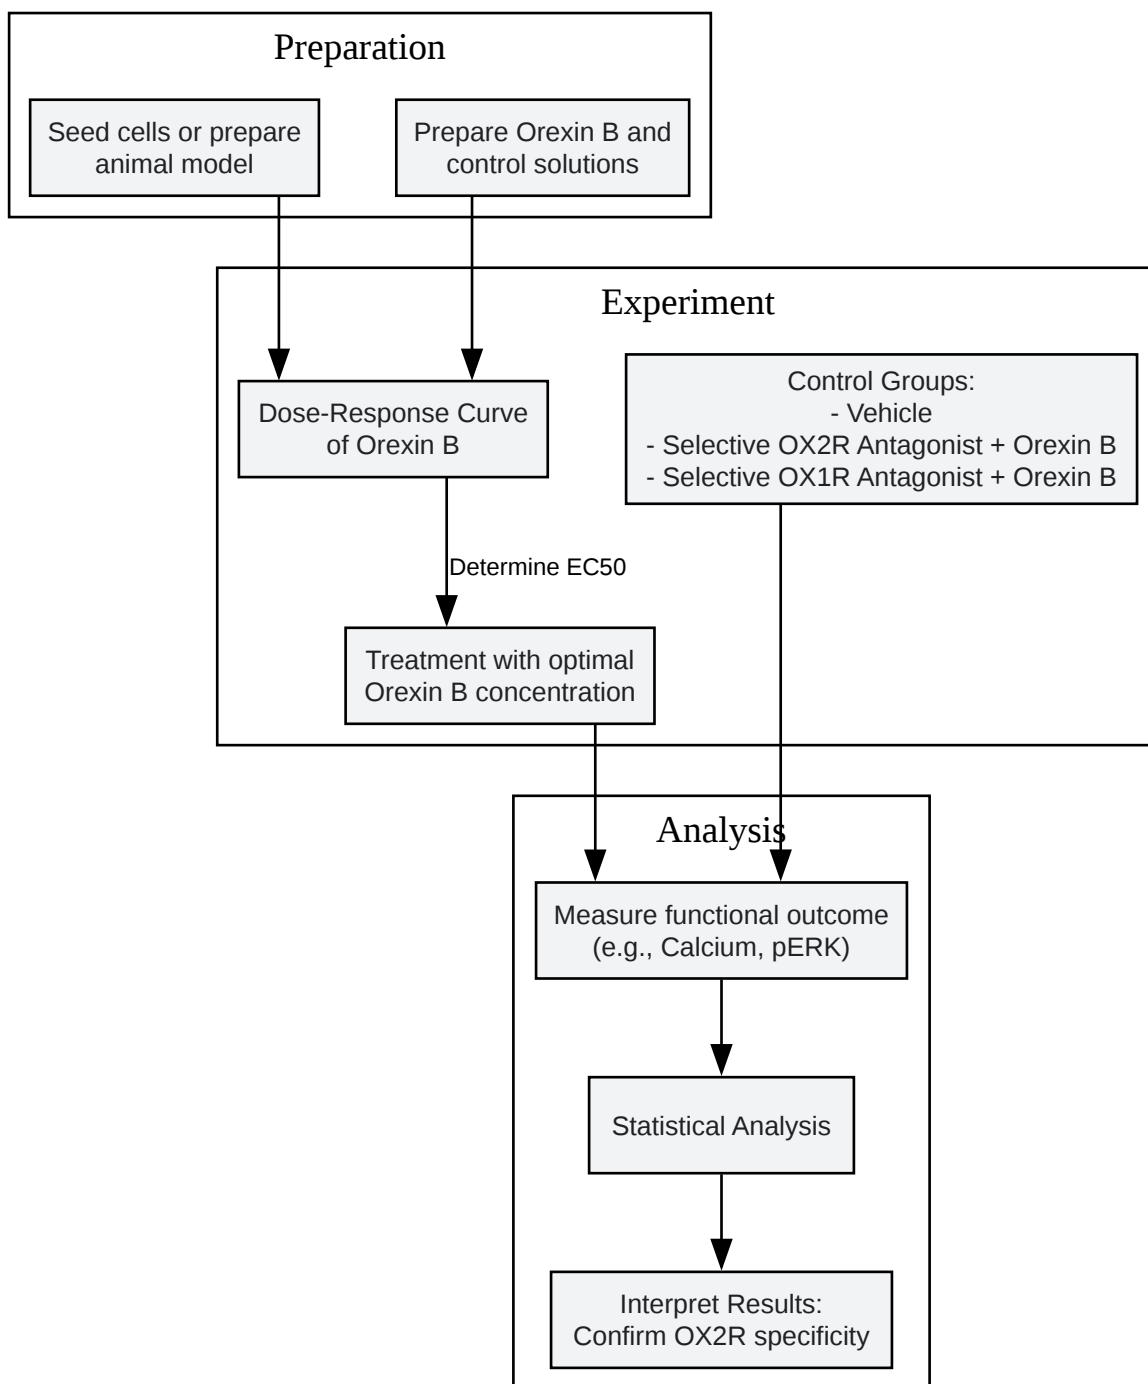 Preparation
Seed cells or prepare
animal model
Prepare Orexin B and
control solutions
Experiment
Dose-Response Curve
of Orexin B
Control Groups:
- Vehicle
- Selective OX2R Antagonist + Orexin B
- Selective OX1R Antagonist + Orexin B
Determine EC50
Treatment with optimal
Orexin B concentration
Analysis
Measure functional outcome
(e.g., Calcium, pERK)
Statistical Analysis
Interpret Results:
Confirm OX2R specificity